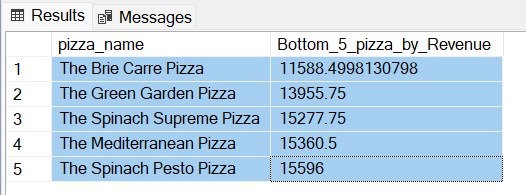 Results Messages
pizza_name Bottom_5_pizza_by_Revenue
1 The Brie Carre Pizza 11588.4998130798
2 The Green Garden Pizza 13955.75
3 The Spinach Supreme Pizza 15277.75
4 The Mediterranean Pizza 15360.5
5 The Spinach Pesto Pizza 15596